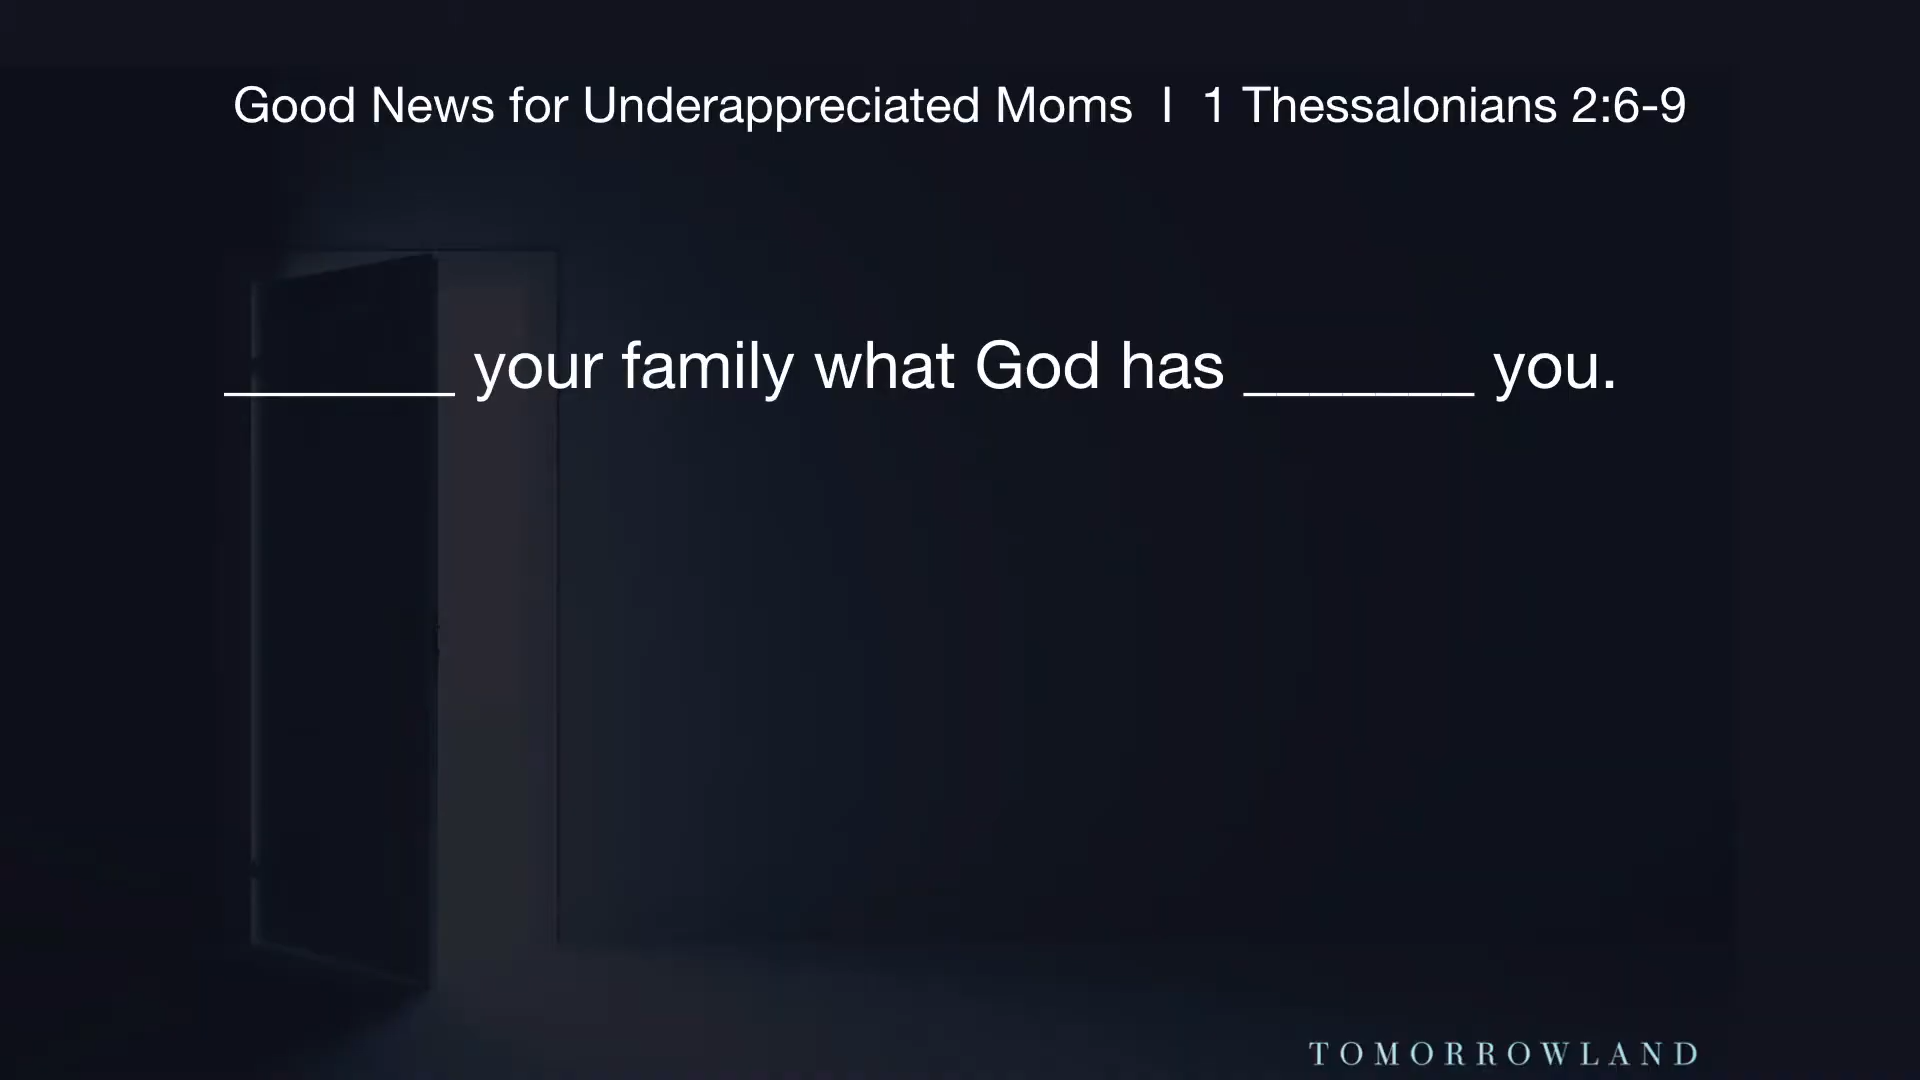 Good News for Underappreciated Moms I 1 Thessalonians 2:6-9
_______ your family what God has _______ you.
TOMORROWLAND